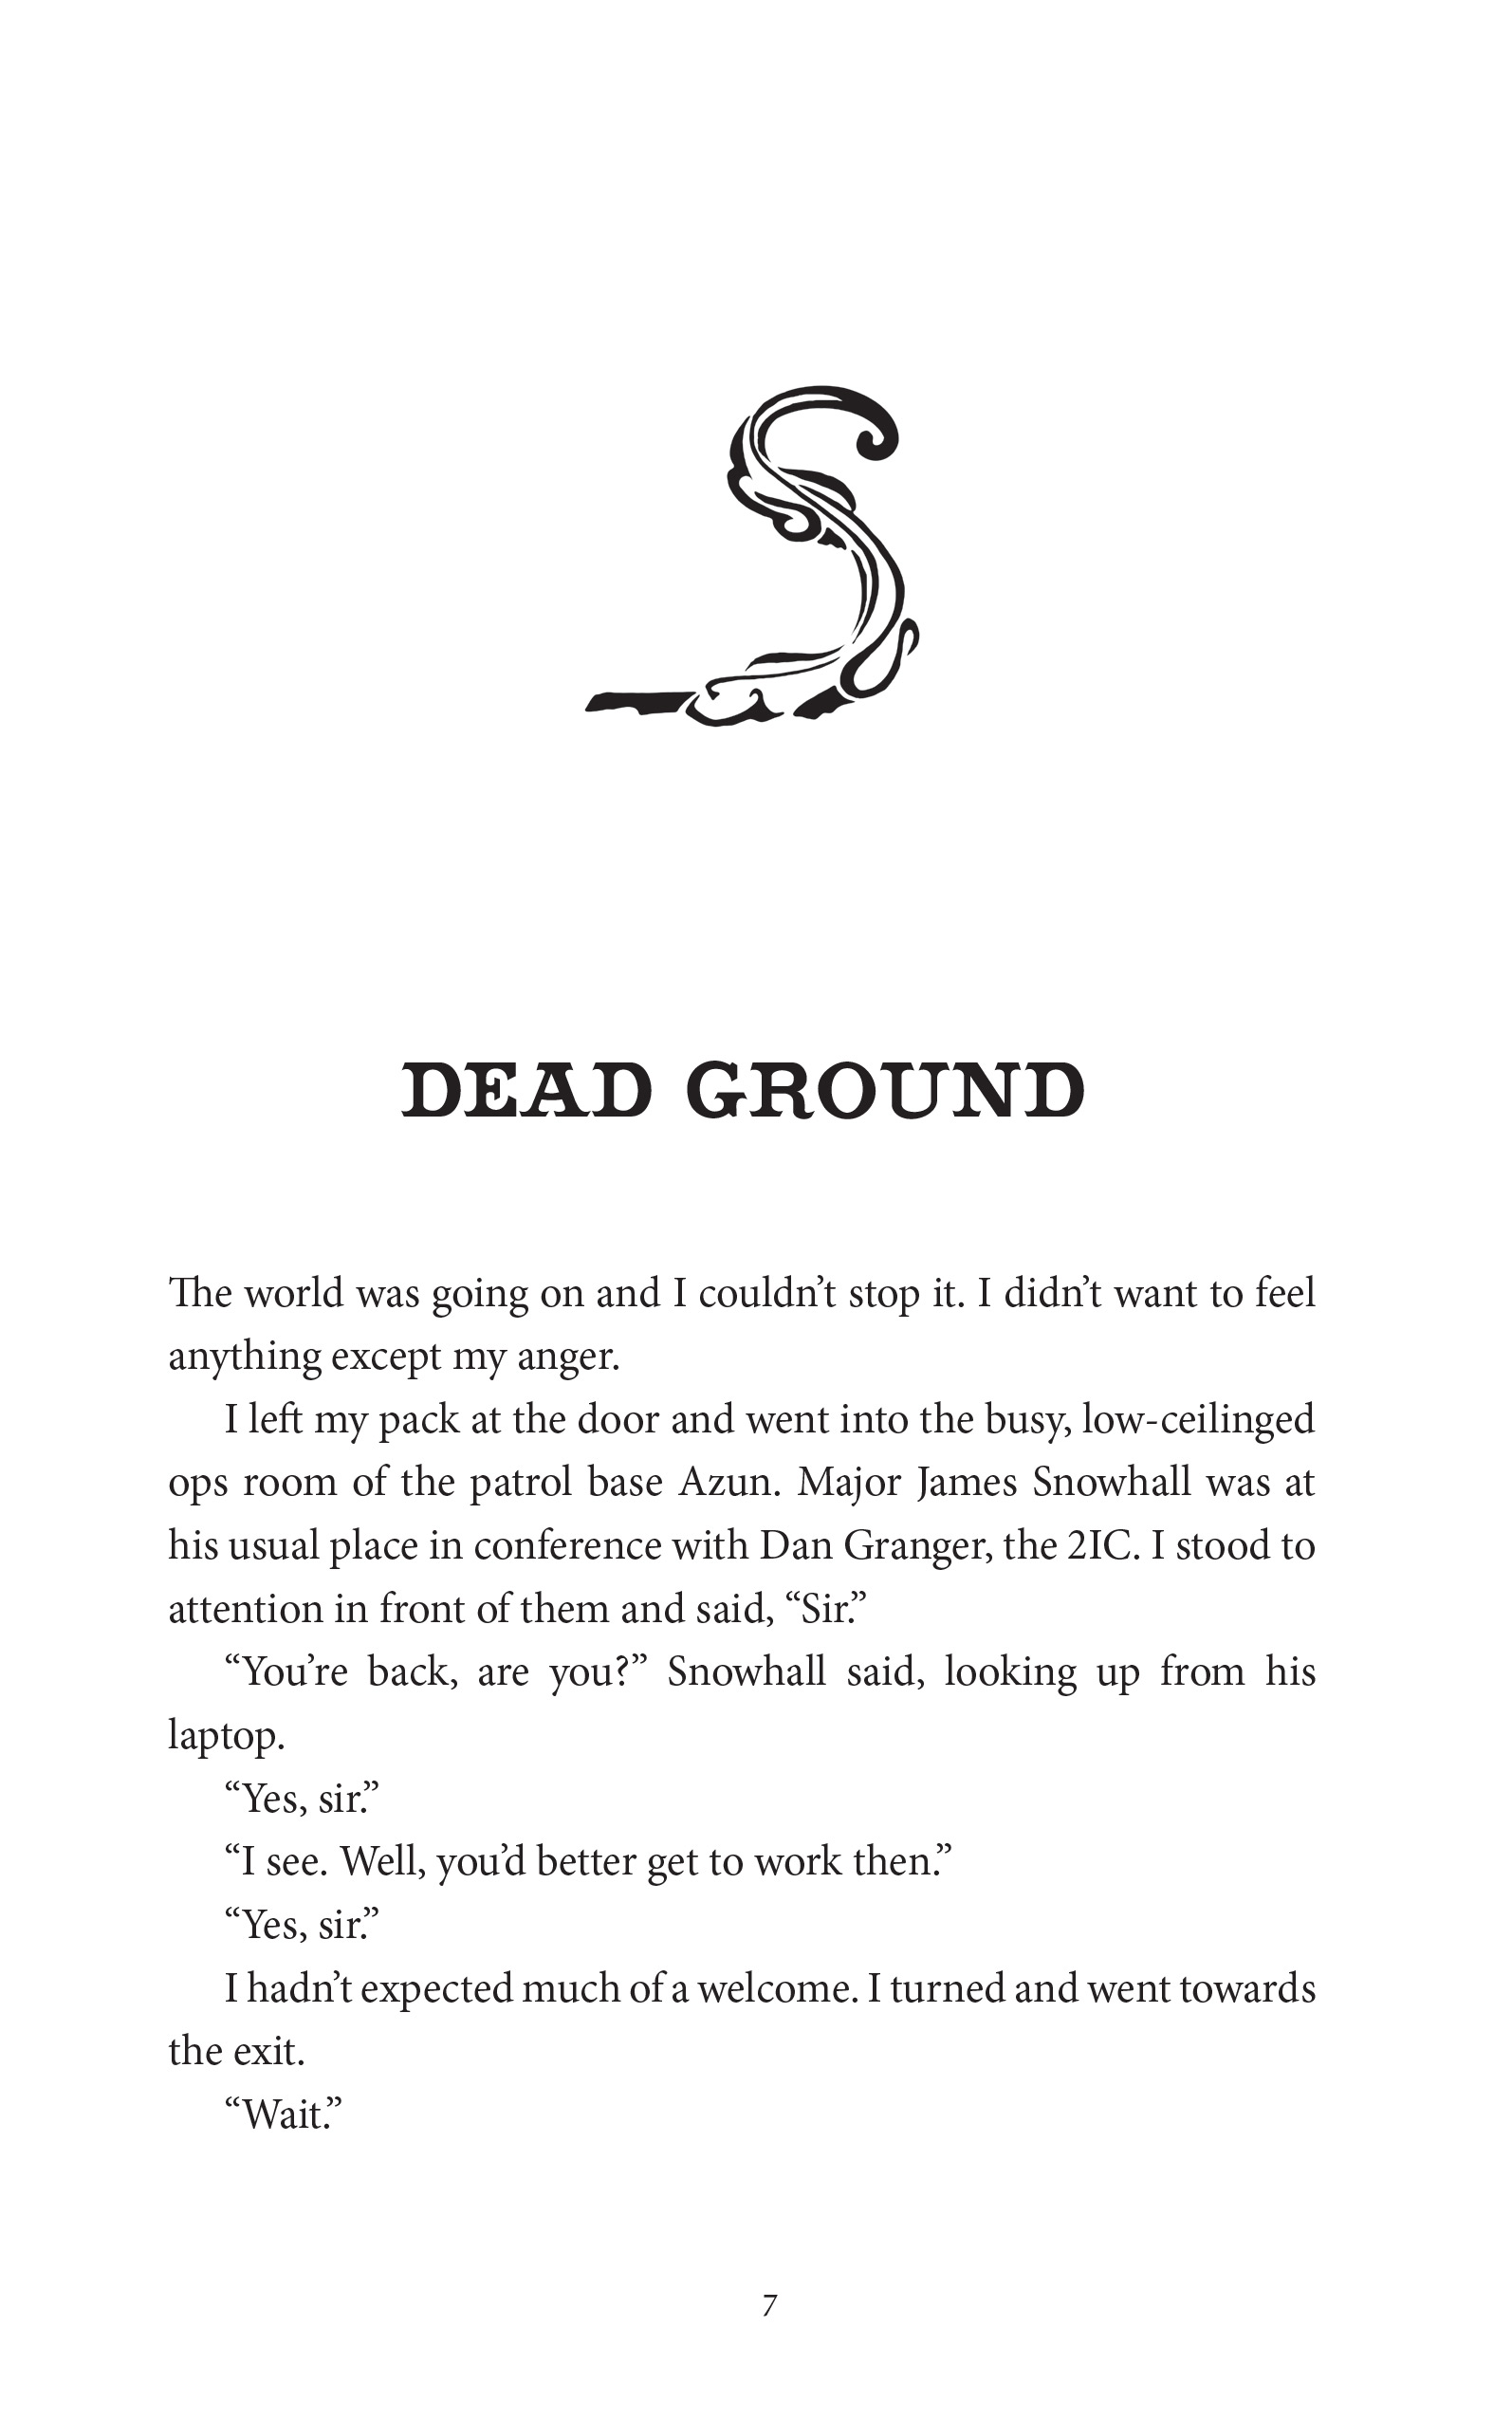 S
DEAD GROUND
The world was going on and I couldn’t stop it. I didn’t want to feel
anything except my anger.
I left my pack at the door and went into the busy, low-ceilinged
ops room of the patrol base Azun. Major James Snowhall was at
his usual place in conference with Dan Granger, the 2IC. I stood to
attention in front of them and said, “Sir.”
“You’re back, are you?” Snowhall said, looking up from his
laptop.
“Yes, sir.”
“I see. Well, you’d better get to work then.”
“Yes, sir.”
I hadn’t expected much of a welcome. I turned and went towards
the exit.
“Wait.”
7